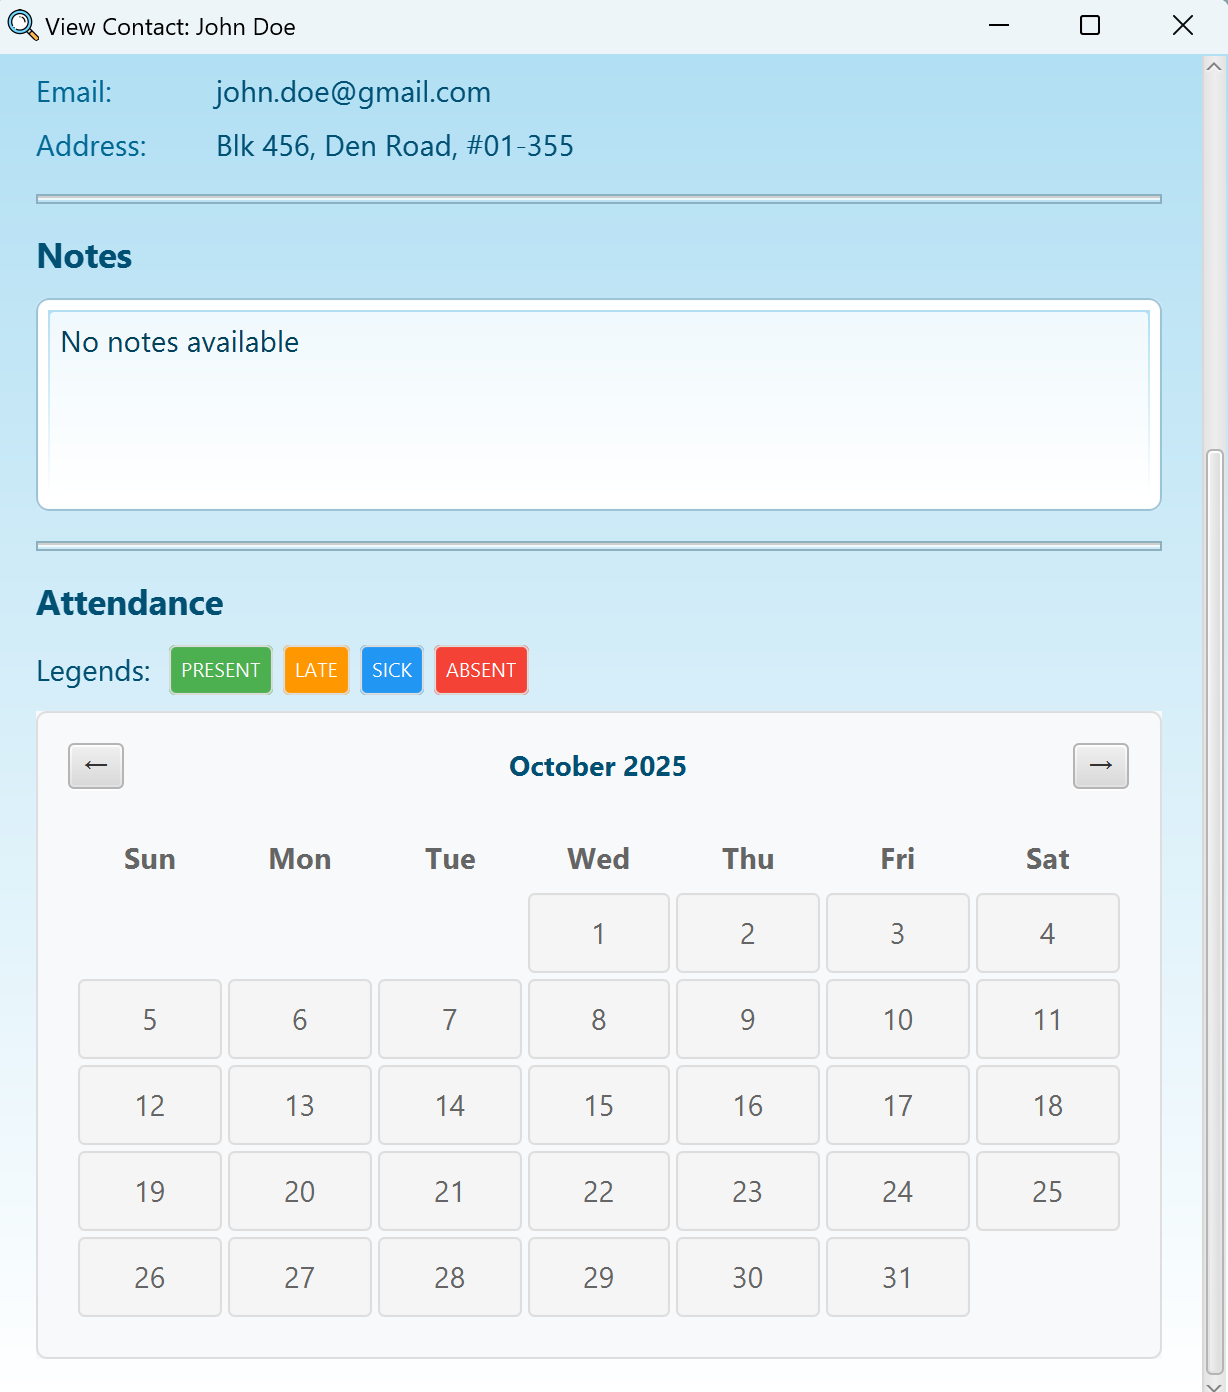 View Contact: John Doe
Email: john.doe@gmail.com
Address: Blk 456, Den Road, #01-355
Notes
No notes available
Attendance
Legends: PRESENT LATE SICK ABSENT
← October 2025 →
Sun Mon Tue Wed Thu Fri Sat
1 2 3 4
5 6 7 8 9 10 11
12 13 14 15 16 17 18
19 20 21 22 23 24 25
26 27 28 29 30 31